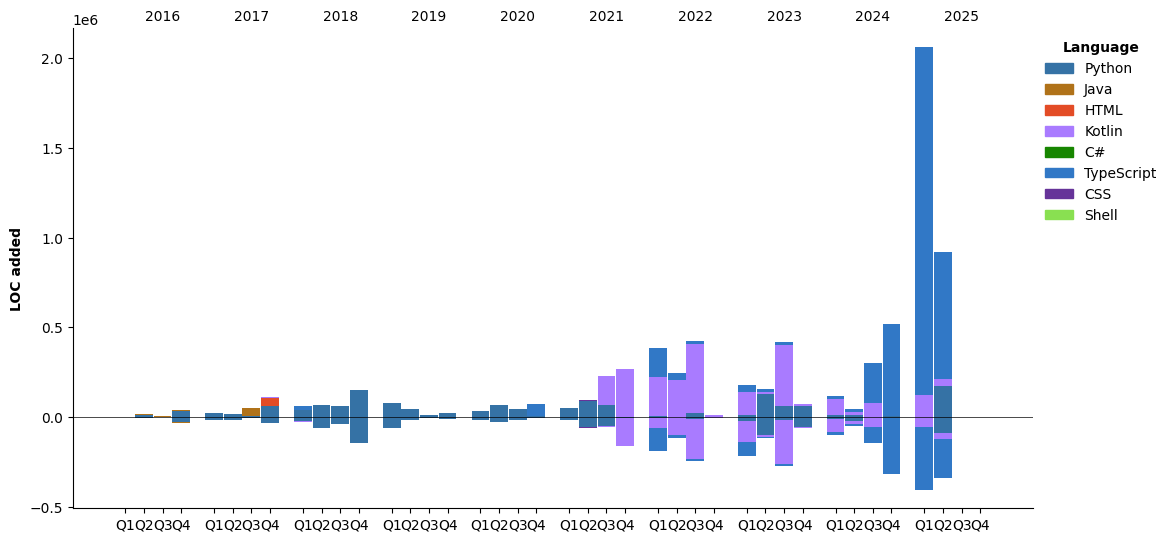 1e6
2016 2017 2018 2019 2020 2021 2022 2023 2024 2025
Language
Python
Java
HTML
Kotlin
C#
TypeScript
CSS
Shell
LOC added
2.0
1.5
1.0
0.5
0.0
−0.5
Q1Q2Q3Q4 Q1Q2Q3Q4 Q1Q2Q3Q4 Q1Q2Q3Q4 Q1Q2Q3Q4 Q1Q2Q3Q4 Q1Q2Q3Q4 Q1Q2Q3Q4 Q1Q2Q3Q4 Q1Q2Q3Q4